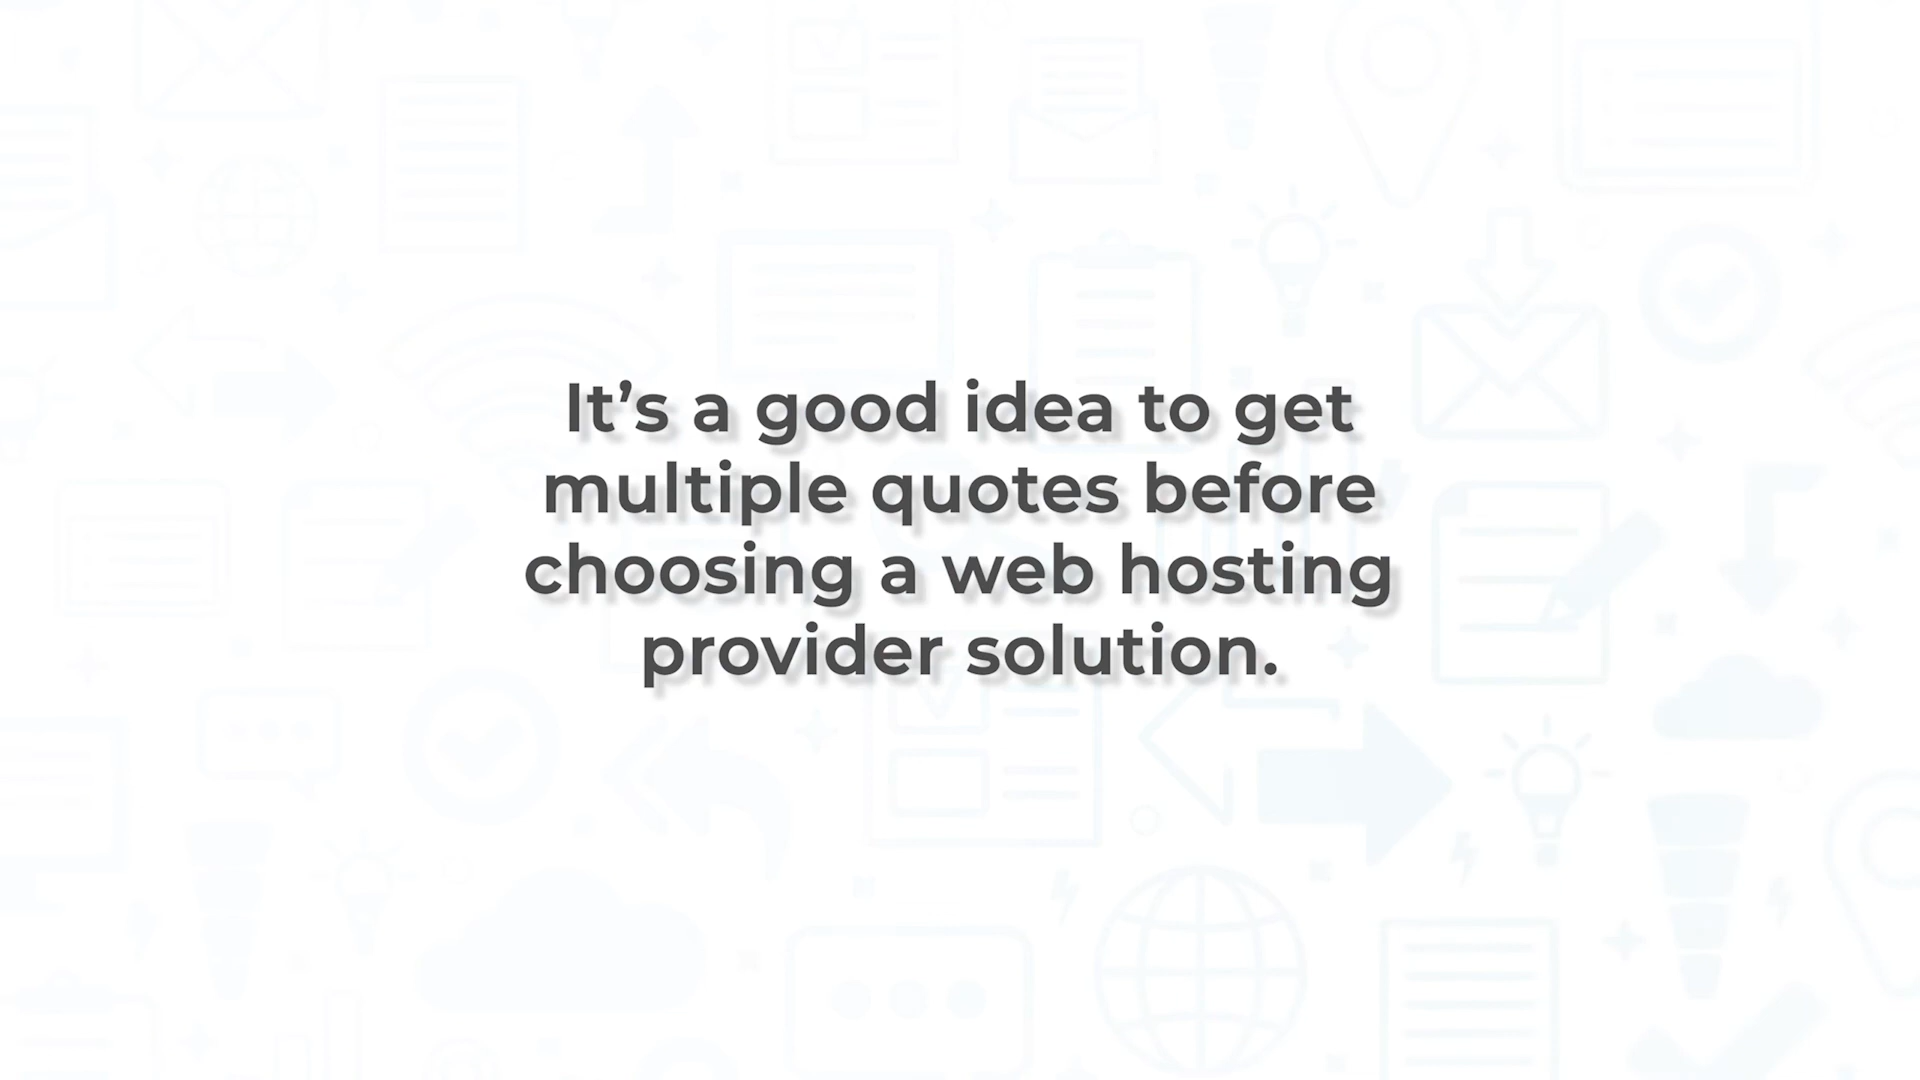 It’s a good idea to get
multiple quotes before
choosing a web hosting
provider solution.